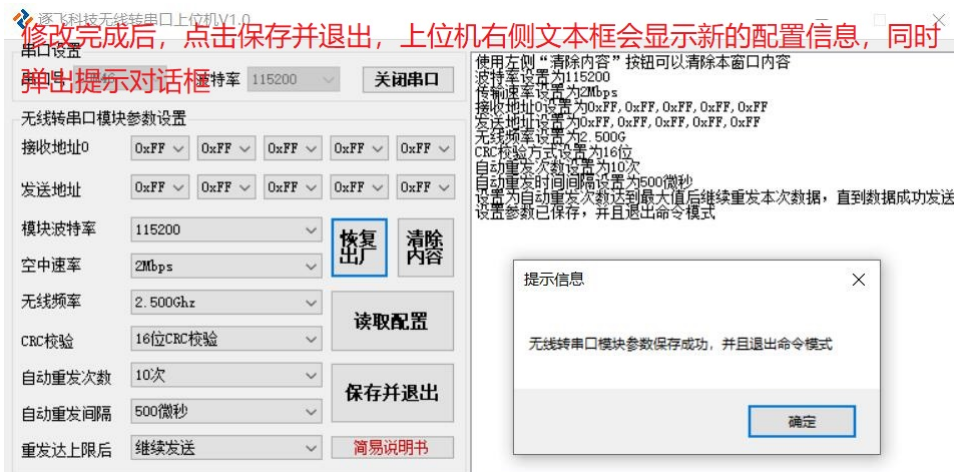 逐飞科技无线转串口上位机V1.0
修改完成后，点击保存并退出，上位机右侧文本框会显示新的配置信息，同时
弹出提示对话框
串口设置
波特率 115200 关闭串口
无线转串口模块参数设置
接收地址0 0xFF 0xFF 0xFF 0xFF 0xFF
发送地址 0xFF 0xFF 0xFF 0xFF 0xFF
模块波特率 115200
空中速率 2Mbps
恢复
出厂
清除
内容
无线频率 2.500Ghz
CRC校验 16位CRC校验
读取配置
自动重发次数 10次
自动重发间隔 500微秒
保存并退出
重发达上限后 继续发送
简易说明书
使用左侧“清除内容”按钮可以清除本窗口内容
波特率设置为115200
传输速率设置为2Mbps
接收地址0设置为0xFF,0xFF,0xFF,0xFF,0xFF
发送地址设置为0xFF,0xFF,0xFF,0xFF,0xFF
无线频率设置为2.500G
CRC校验方式设置为16位
自动重发次数设置为10次
自动重发时间间隔设置为500微秒
设置为自动重发次数达到最大值后继续重发本次数据，直到数据成功发送
设置参数已保存，并且退出命令模式
提示信息
无线转串口模块参数保存成功，并且退出命令模式
确定